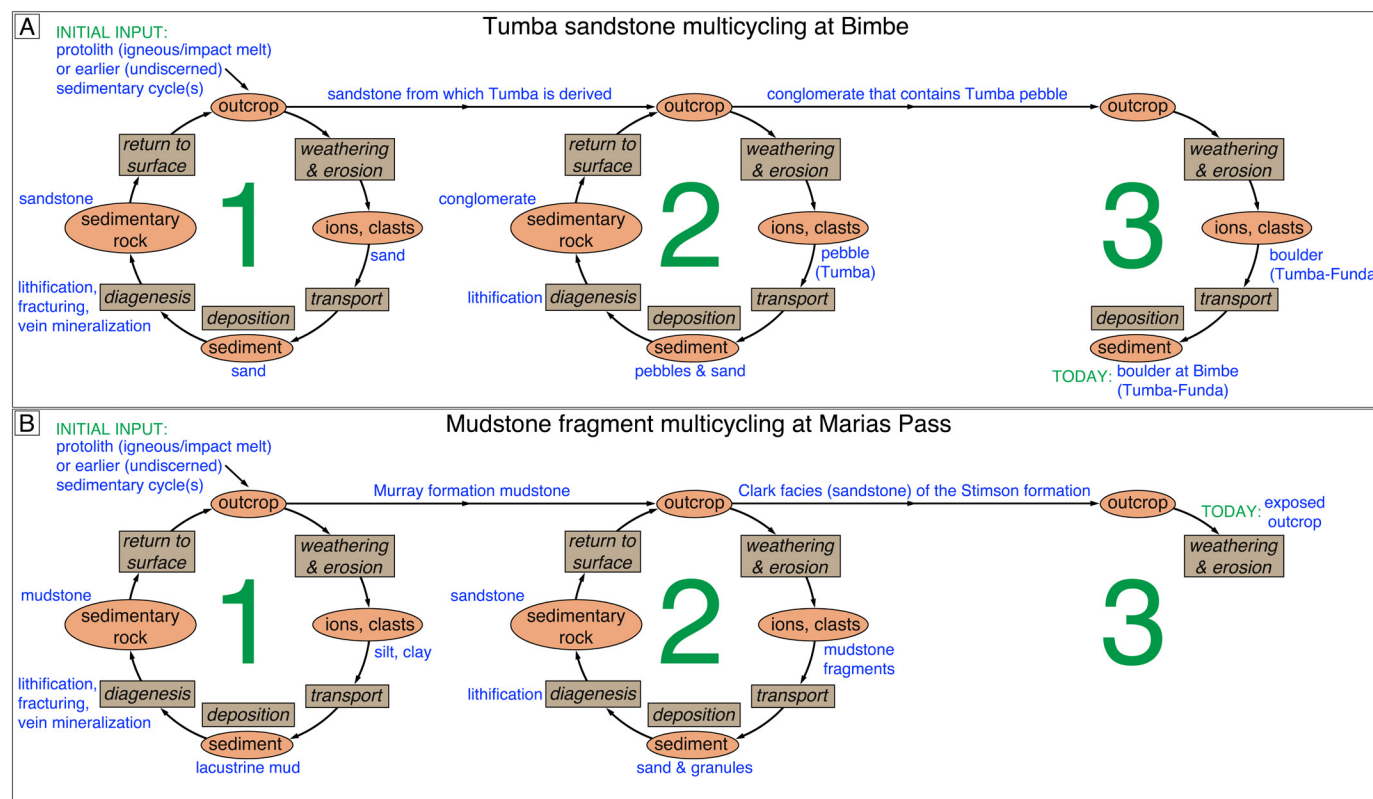 A
Tumba sandstone multicycling at Bimbe
INITIAL INPUT:
protolith (igneous/impact melt)
or earlier (undiscerned)
sedimentary cycle(s)
outcrop
sandstone from which Tumba is derived
outcrop
conglomerate that contains Tumba pebble
outcrop
return to
surface
weathering
& erosion
return to
surface
weathering
& erosion
weathering
& erosion
sandstone
sedimentary
rock
1
ions, clasts
sand
conglomerate
sedimentary
rock
2
ions, clasts
pebble
(Tumba)
3
ions, clasts
boulder
(Tumba-Funda)
lithification,
fracturing,
vein mineralization
diagenesis
deposition
transport
sediment
sand
lithification
diagenesis
deposition
transport
sediment
pebbles & sand
deposition
transport
sediment
TODAY: boulder at Bimbe
(Tumba-Funda)
B
Mudstone fragment multicycling at Marias Pass
INITIAL INPUT:
protolith (igneous/impact melt)
or earlier (undiscerned)
sedimentary cycle(s)
outcrop
Murray formation mudstone
outcrop
Clark facies (sandstone) of the Stimson formation
outcrop
TODAY: exposed
outcrop
return to
surface
weathering
& erosion
return to
surface
weathering
& erosion
weathering
& erosion
mudstone
sedimentary
rock
1
ions, clasts
silt, clay
sandstone
sedimentary
rock
2
ions, clasts
mudstone
fragments
3
lithification,
fracturing,
vein mineralization
diagenesis
deposition
transport
sediment
lacustrine mud
lithification
diagenesis
deposition
transport
sediment
sand & granules